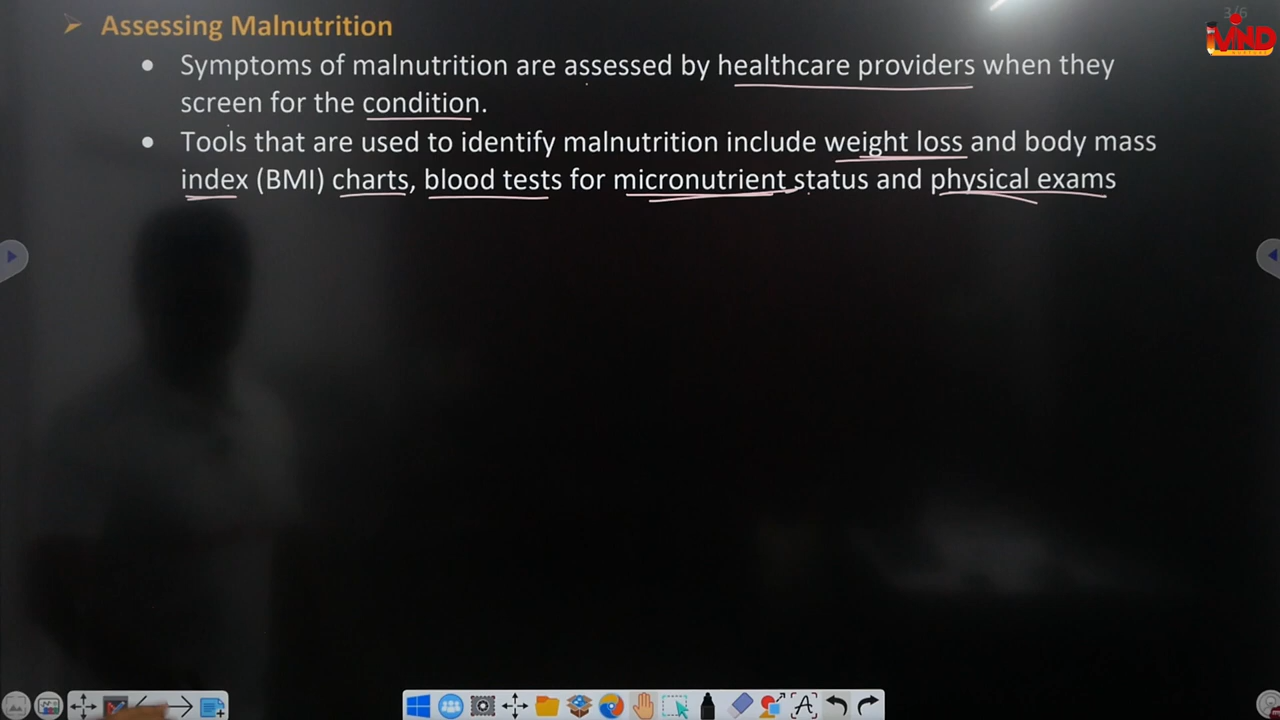 3/6
➢ Assessing Malnutrition
• Symptoms of malnutrition are assessed by healthcare providers when they
screen for the condition.
• Tools that are used to identify malnutrition include weight loss and body mass
index (BMI) charts, blood tests for micronutrient status and physical exams